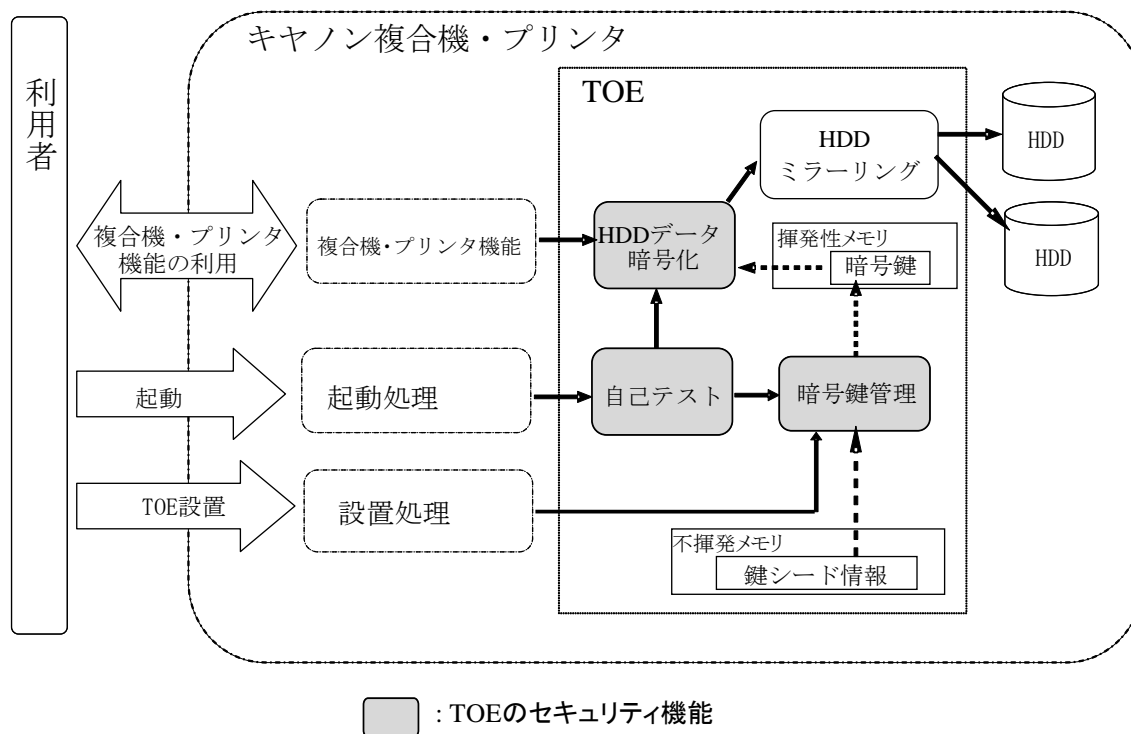 キヤノン複合機・プリンタ
利用者
TOE
HDD
ミラーリング
HDD
HDD
複合機・プリンタ
機能の利用
複合機・プリンタ機能
HDDデータ
暗号化
揮発性メモリ
暗号鍵
起動
起動処理
自己テスト
暗号鍵管理
TOE設置
設置処理
不揮発メモリ
鍵シード情報
: TOEのセキュリティ機能